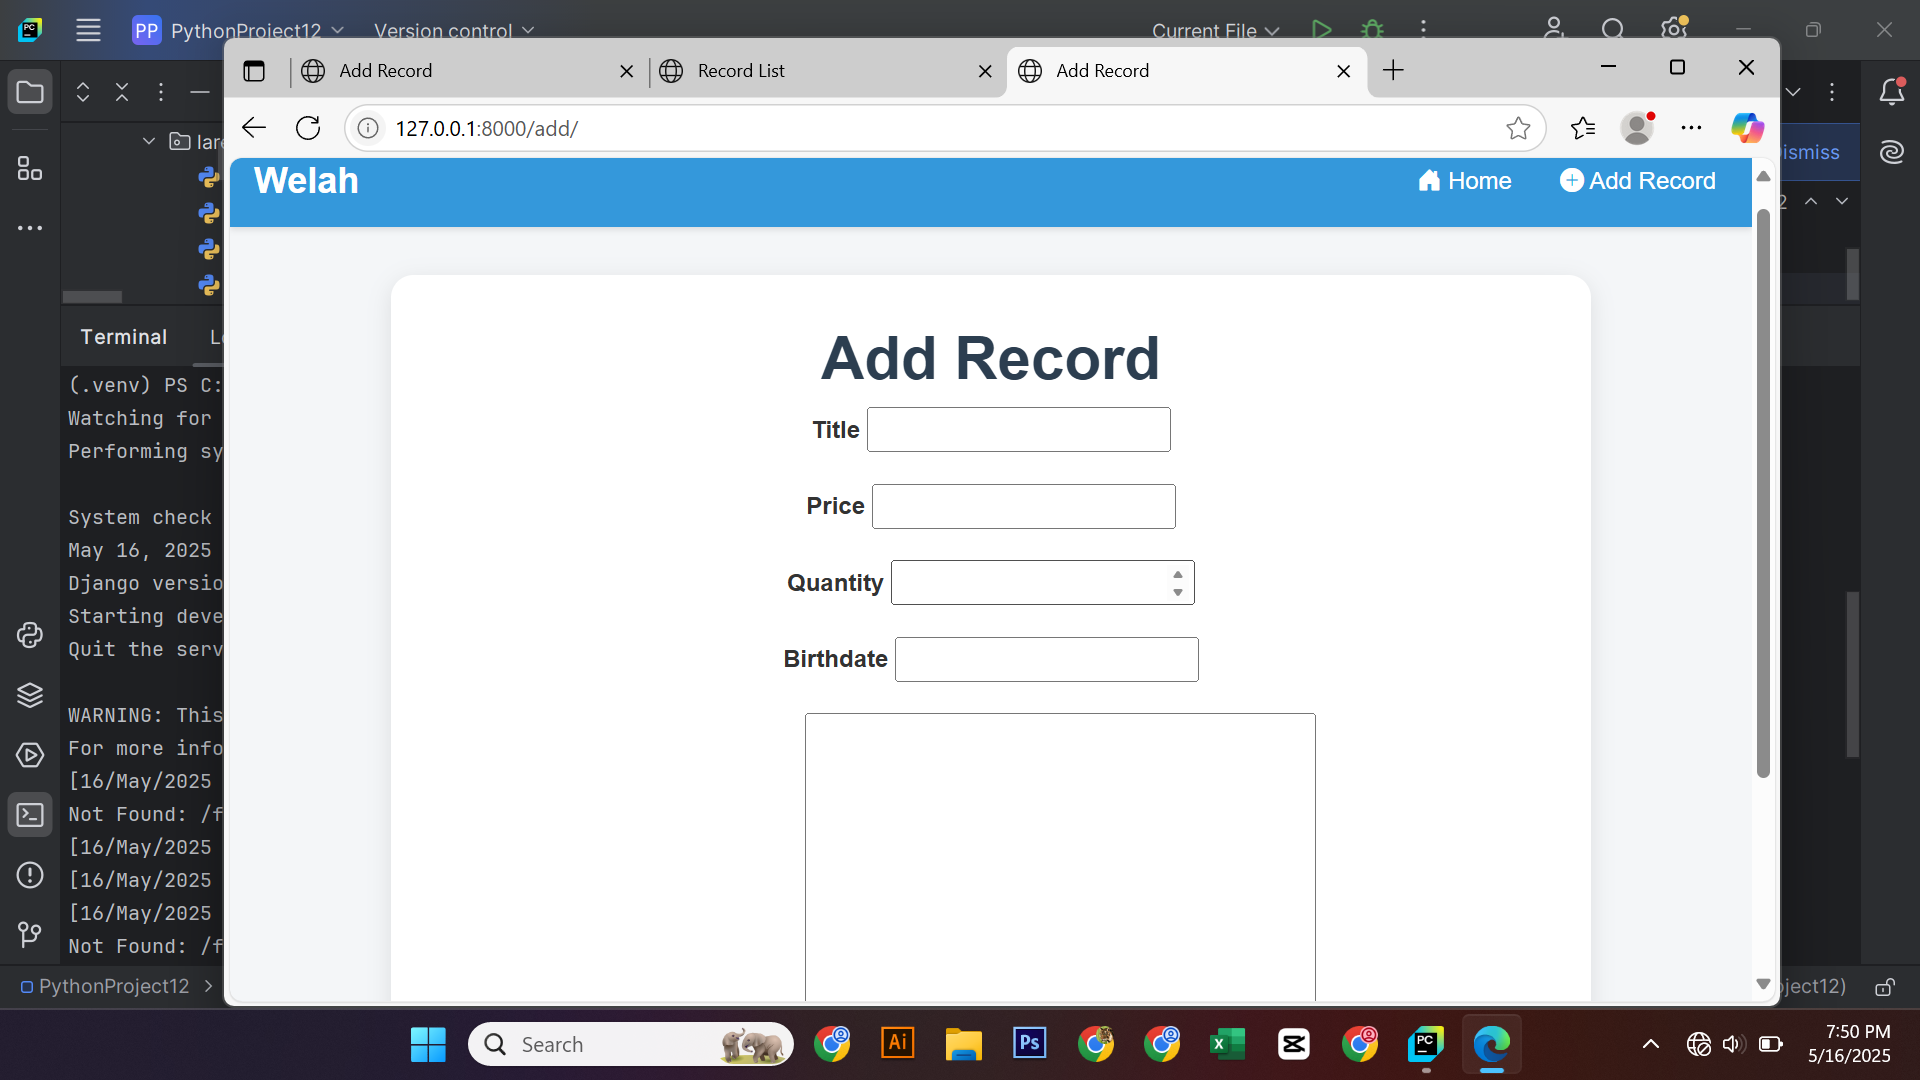 PP PythonProject12
Version control
Current File
Add Record
Record List
Add Record
127.0.0.1:8000/add/
Welah
Home
Add Record
Add Record
Title
Price
Quantity
Birthdate
Terminal
(.venv) PS C:
Watching for
Performing sy
System check
May 16, 2025
Django versio
Starting deve
Quit the serv
WARNING: This
For more info
[16/May/2025
Not Found: /f
[16/May/2025
[16/May/2025
[16/May/2025
Not Found: /f
PythonProject12
ject12)
Search
Ai
Ps
PC
7:50 PM
5/16/2025